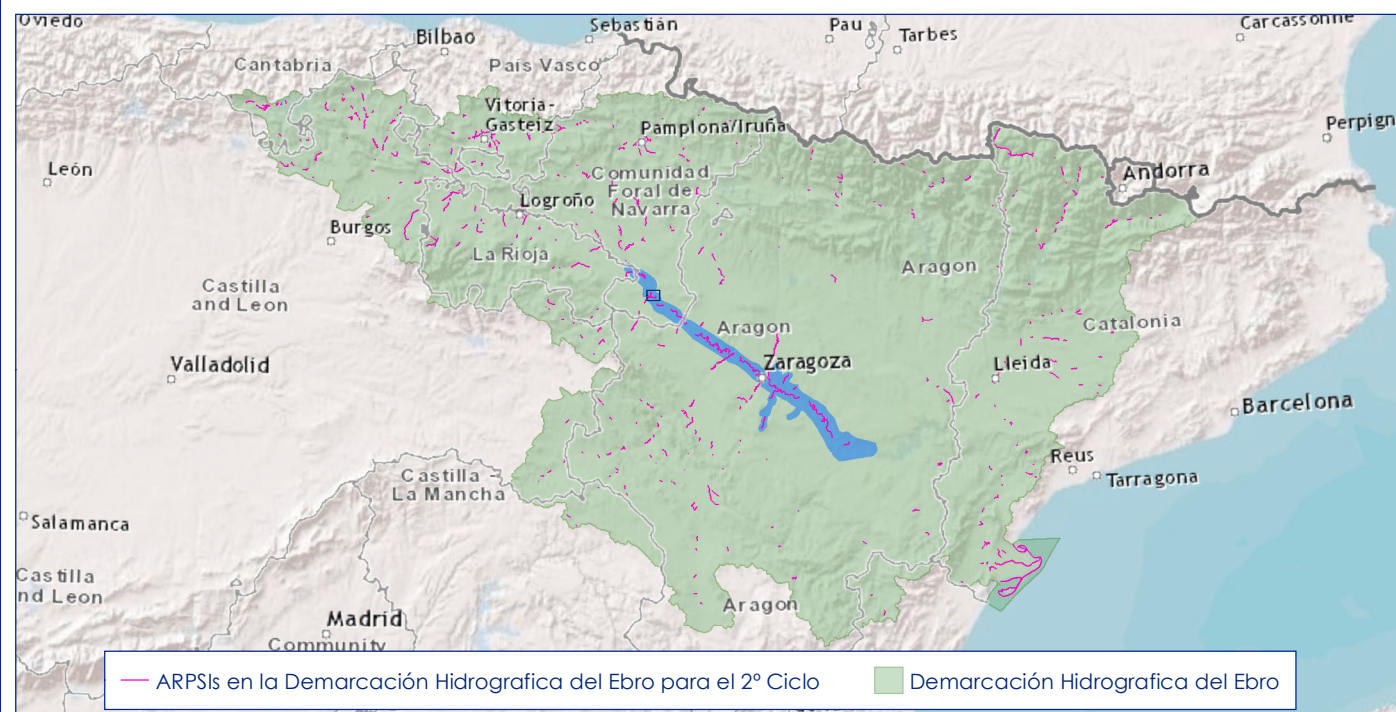 Oviedo
Sebastián
Pau
Carcassonne
Bilbao
Tarbes
Cantabria
País Vasco
Vitoria-
Gasteiz
Pamplona/Iruña
Perpign
León
Comunidad
Foral de
Navarra
Andorra
Logroño
Burgos
La Rioja
Aragon
Castilla
and Leon
Aragon
Catalonia
Valladolid
Zaragoza
Lleida
Barcelona
Castilla
La Mancha
Reus
Tarragona
Salamanca
Castilla
nd Leon
Aragon
Madrid
Community
ARPSIs en la Demarcación Hidrografica del Ebro para el 2º Ciclo
Demarcación Hidrografica del Ebro